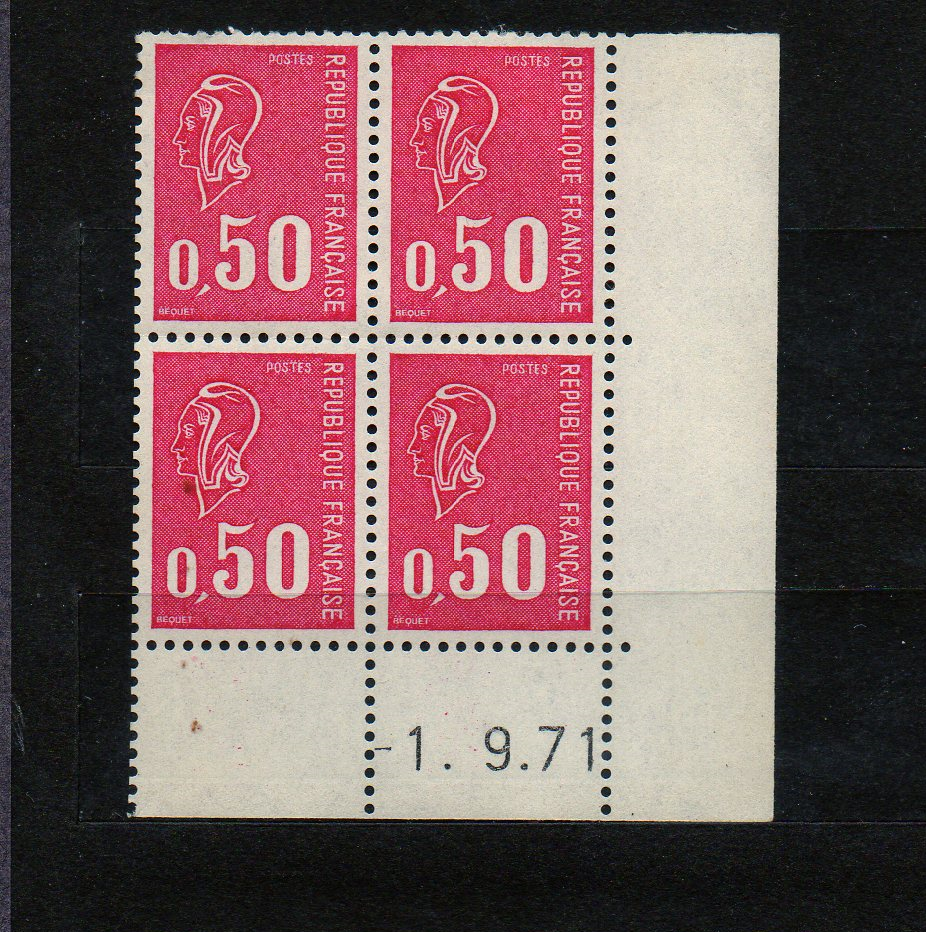 POSTES
REPUBLIQUE FRANÇAISE
0,50
BEQUET
POSTES
REPUBLIQUE FRANÇAISE
0,50
BEQUET
POSTES
REPUBLIQUE FRANÇAISE
0,50
BEQUET
POSTES
REPUBLIQUE FRANÇAISE
0,50
BEQUET
-1. 9.71